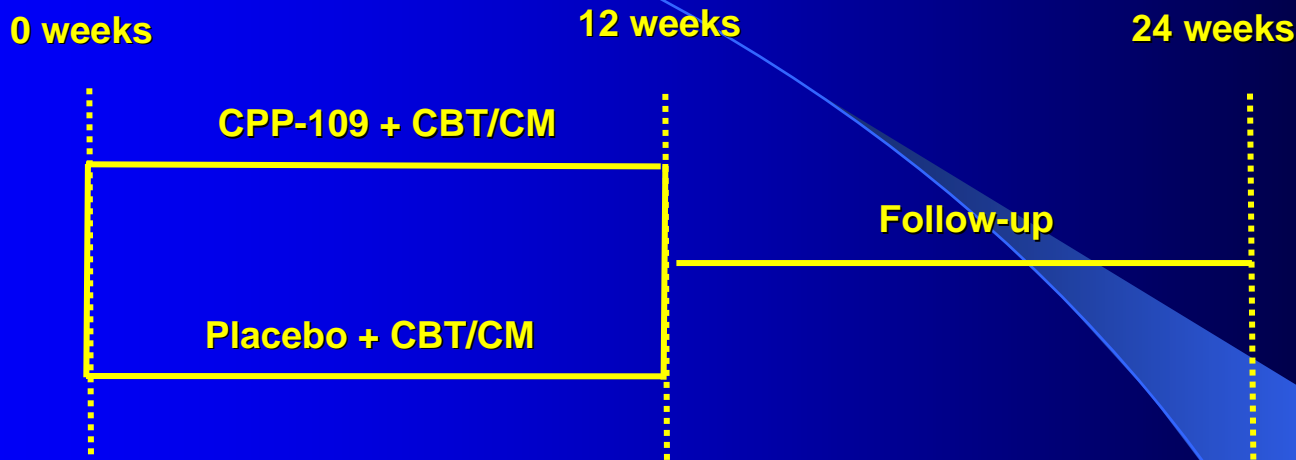 0 weeks
12 weeks
24 weeks
CPP-109 + CBT/CM
Follow-up
Placebo + CBT/CM